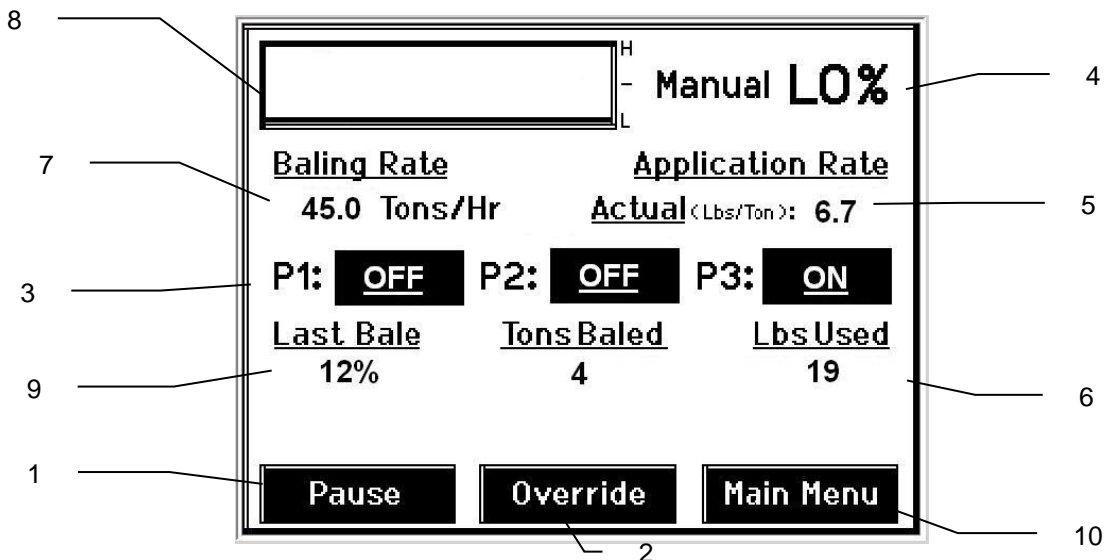 8
H
Manual LO%
–
4
L
7
Baling Rate Application Rate
45.0 Tons/Hr Actual (Lbs/Ton): 6.7
5
P1: OFF P2: OFF P3: ON
3
Last Bale Tons Baled Lbs Used
12% 4 19
9
6
1
Pause Override Main Menu
10
2